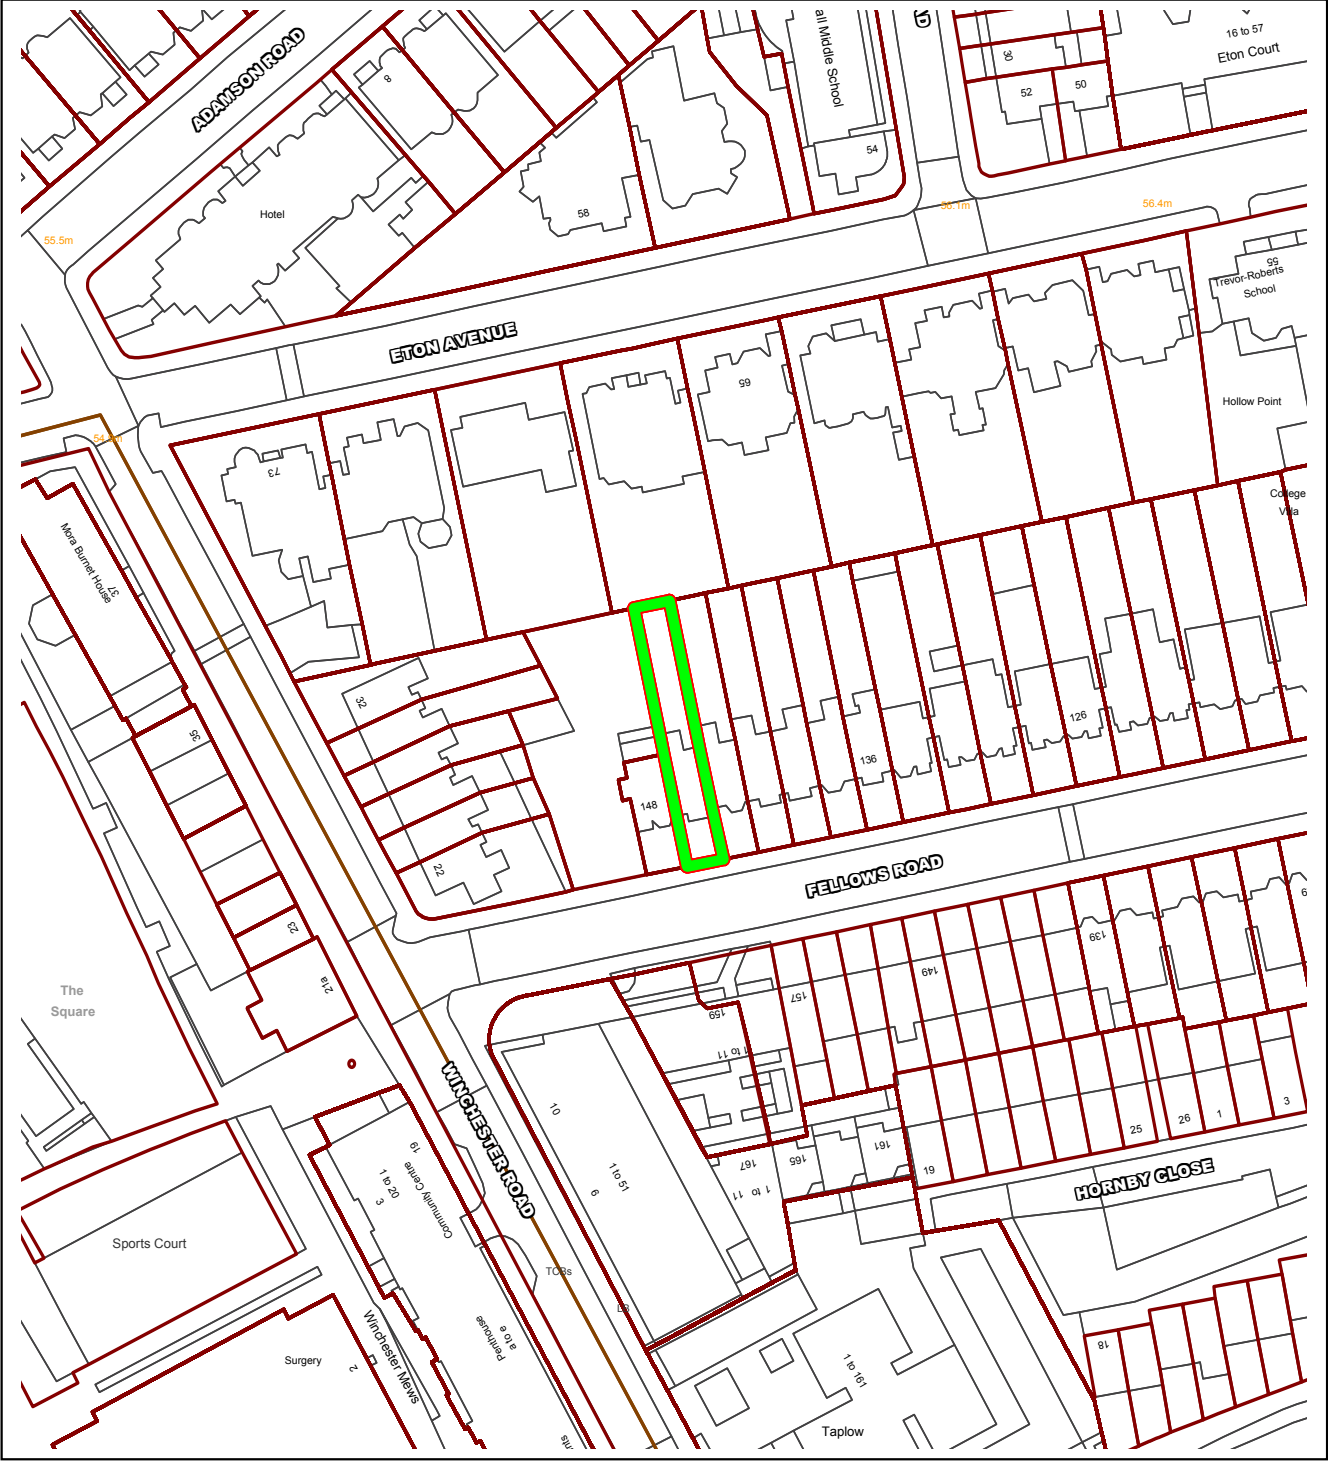 ADAMSON ROAD
8
all Middle School
30
16 to 57
Eton Court
52
50
54
Hotel
58
55.5m
56.1m
56.4m
55
Trevor-Roberts
School
ETON AVENUE
65
Hollow Point
73
College
Villa
Mora Burnet House
37
32
35
126
136
148
22
FELLOWS ROAD
23
21a
The
Square
139
149
157
159
1 to 11
9
WINCHESTER ROAD
10
1 to 51
6
161
165
167
1 to 11
19
25
26
1
3
HORNBY CLOSE
19
Community Centre
1 to 20
3
Sports Court
TCBs
LB
Penthouse
a to e
Winchester Mews
Surgery
2
1 to 161
Taplow
18